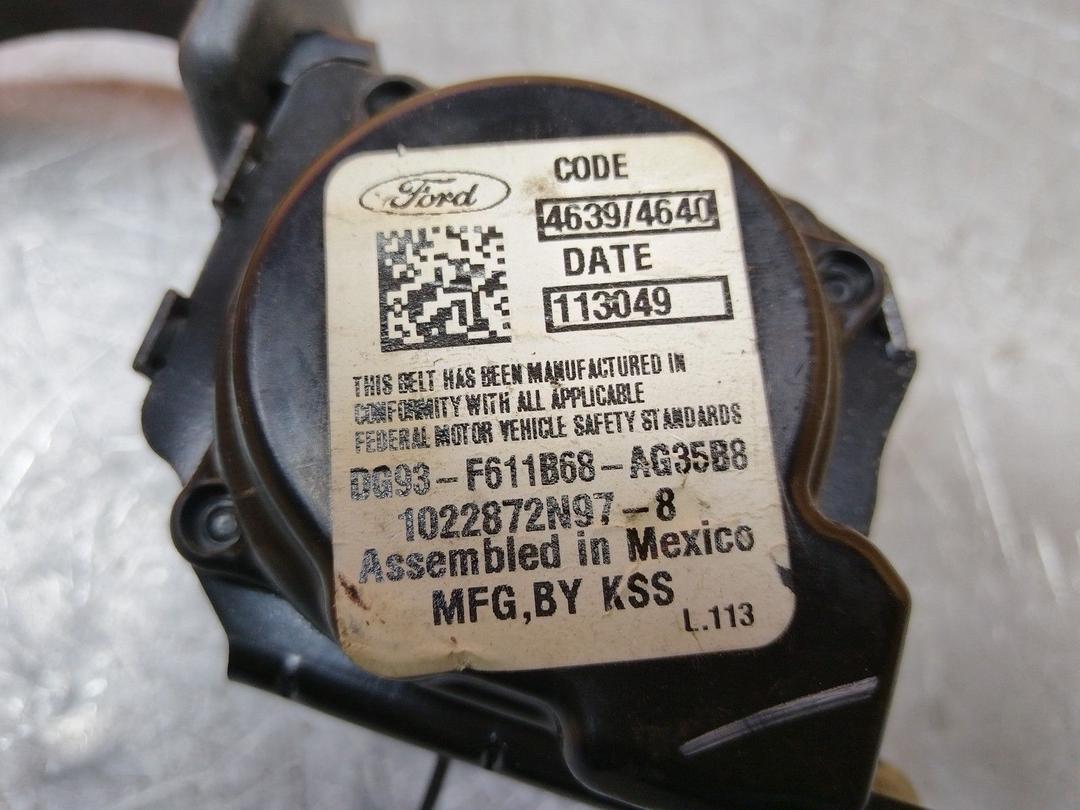 Ford
CODE
4639/4640
DATE
113049
THIS BELT HAS BEEN MANUFACTURED IN
CONFORMITY WITH ALL APPLICABLE
FEDERAL MOTOR VEHICLE SAFETY STANDARDS
DG93-F611B68-AG35B8
1022872N97-8
Assembled in Mexico
MFG,BY KSS
L.113